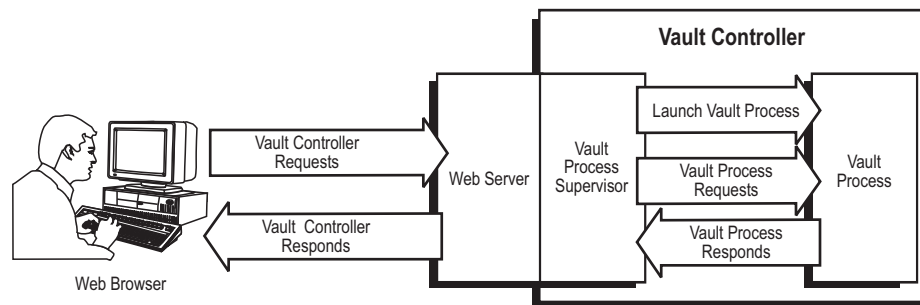 Vault Controller
Launch Vault Process
Vault Controller
Requests
Web Server
Vault
Process
Supervisor
Vault Process
Requests
Vault
Process
Vault Controller
Responds
Vault Process
Responds
Web Browser